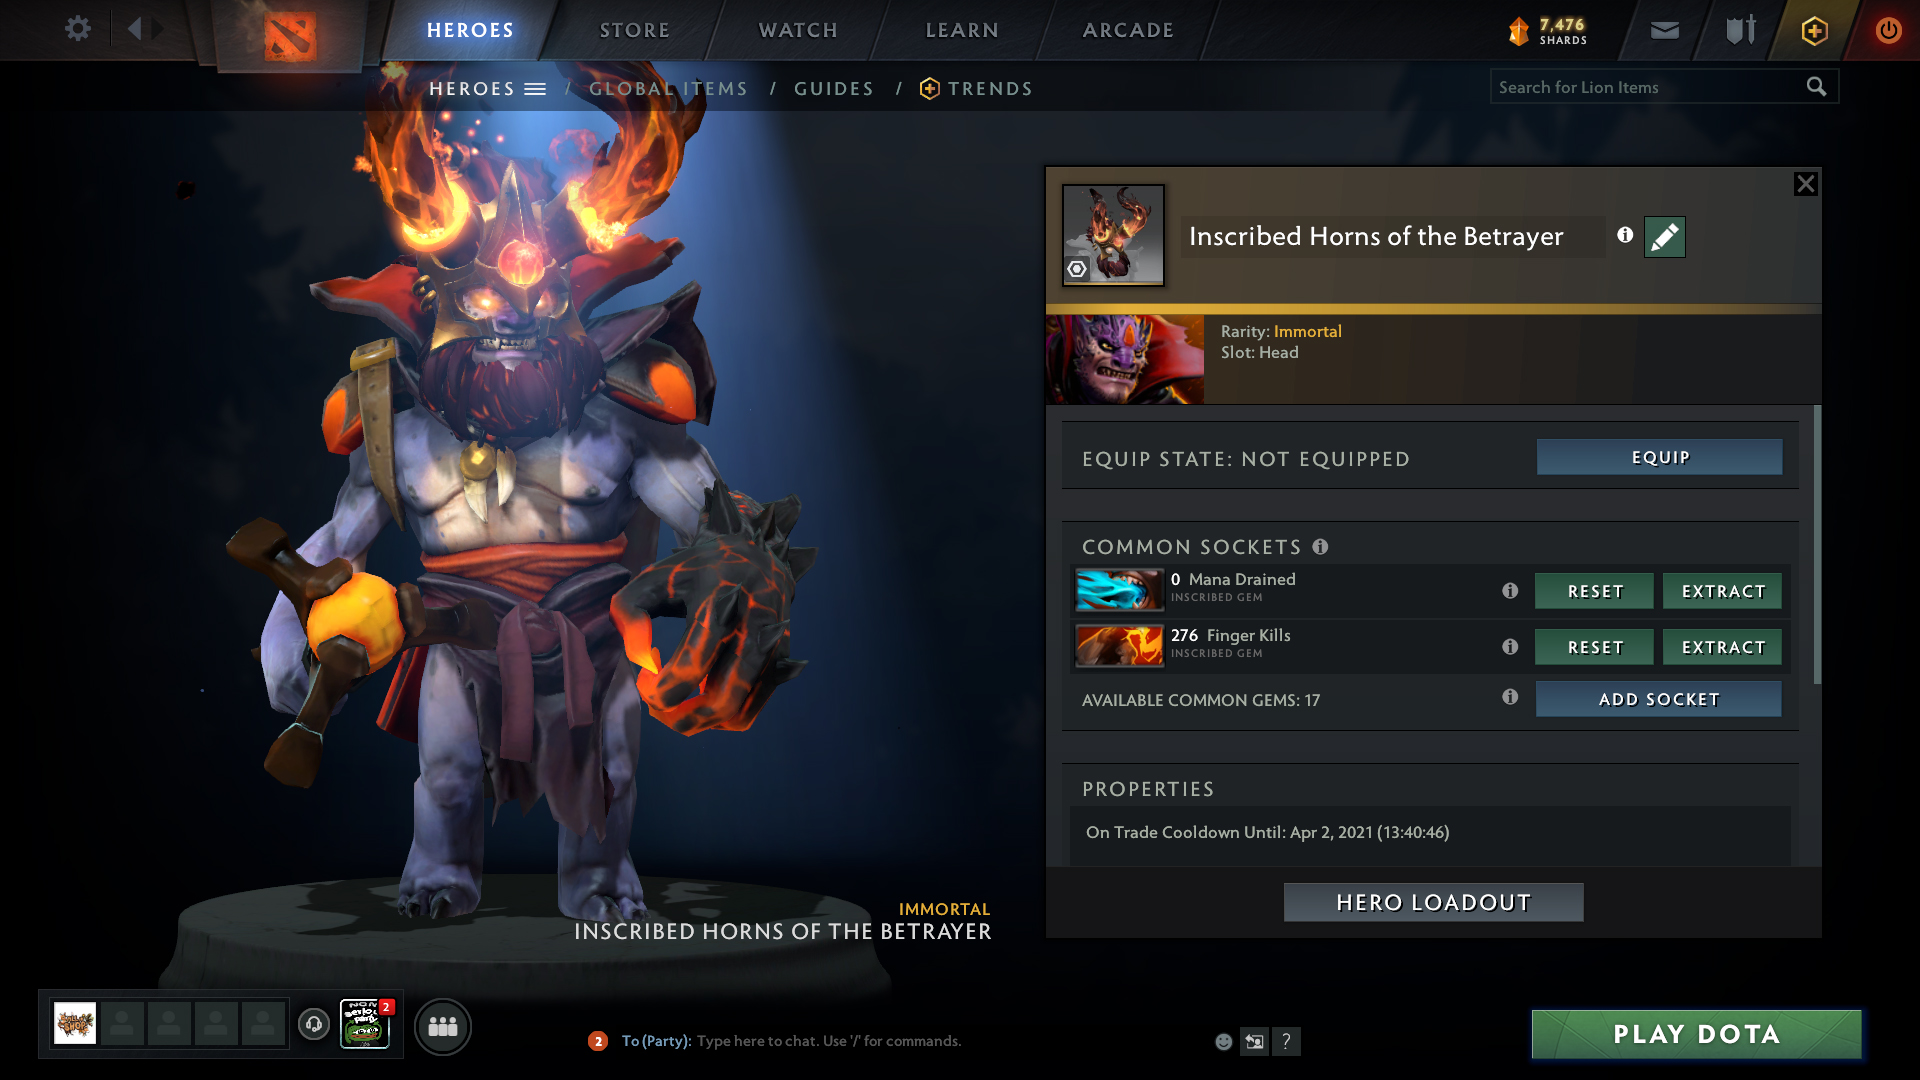 HEROES
STORE
WATCH
LEARN
ARCADE
7,476
SHARDS
HEROES / GLOBAL ITEMS / GUIDES / TRENDS
Search for Lion Items
Inscribed Horns of the Betrayer
Rarity: Immortal
Slot: Head
EQUIP STATE: NOT EQUIPPED
EQUIP
COMMON SOCKETS
0 Mana Drained
INSCRIBED GEM
RESET
EXTRACT
276 Finger Kills
INSCRIBED GEM
RESET
EXTRACT
AVAILABLE COMMON GEMS: 17
ADD SOCKET
PROPERTIES
On Trade Cooldown Until: Apr 2, 2021 (13:40:46)
HERO LOADOUT
IMMORTAL
INSCRIBED HORNS OF THE BETRAYER
2
2
To (Party): Type here to chat. Use '/' for commands.
?
PLAY DOTA